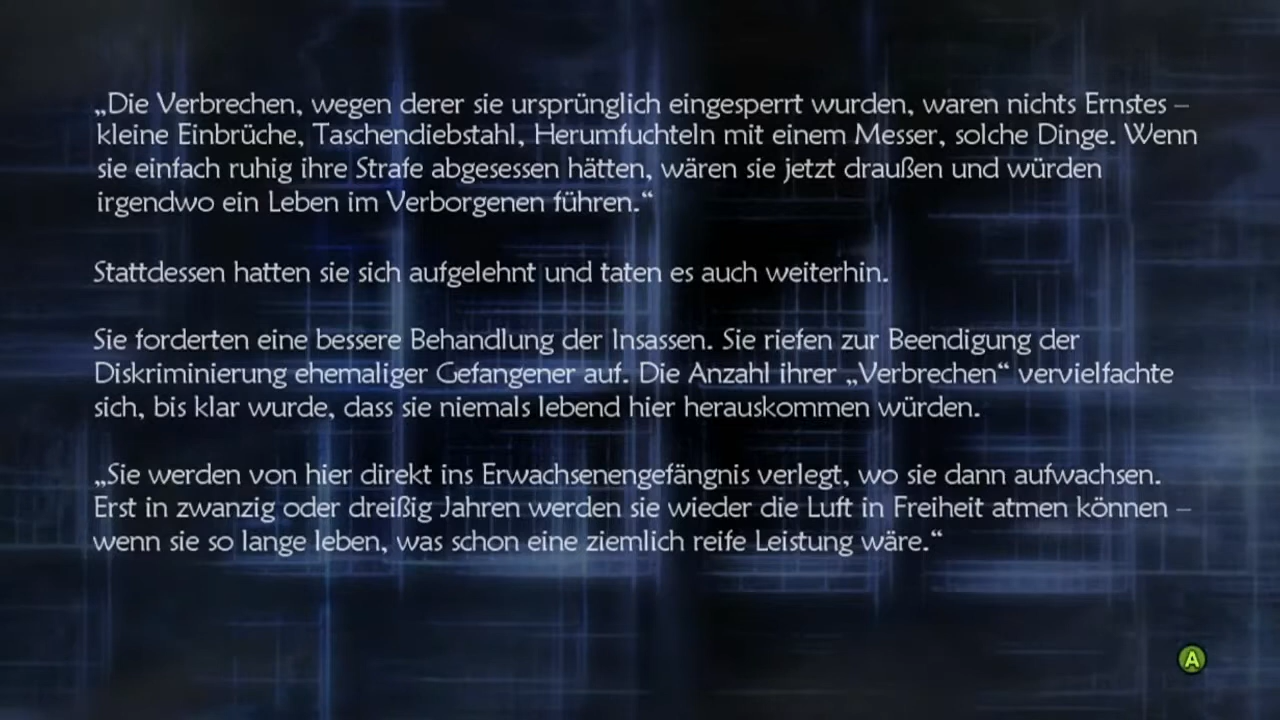 „Die Verbrechen, wegen derer sie ursprünglich eingesperrt wurden, waren nichts Ernstes –
kleine Einbrüche, Taschendiebstahl, Herumfuchteln mit einem Messer, solche Dinge. Wenn
sie einfach ruhig ihre Strafe abgesessen hätten, wären sie jetzt draußen und würden
irgendwo ein Leben im Verborgenen führen.“
Stattdessen hatten sie sich aufgelehnt und taten es auch weiterhin.
Sie forderten eine bessere Behandlung der Insassen. Sie riefen zur Beendigung der
Diskriminierung ehemaliger Gefangener auf. Die Anzahl ihrer „Verbrechen“ vervielfachte
sich, bis klar wurde, dass sie niemals lebend hier herauskommen würden.
„Sie werden von hier direkt ins Erwachsenengefängnis verlegt, wo sie dann aufwachsen.
Erst in zwanzig oder dreißig Jahren werden sie wieder die Luft in Freiheit atmen können –
wenn sie so lange leben, was schon eine ziemlich reife Leistung wäre.“
A